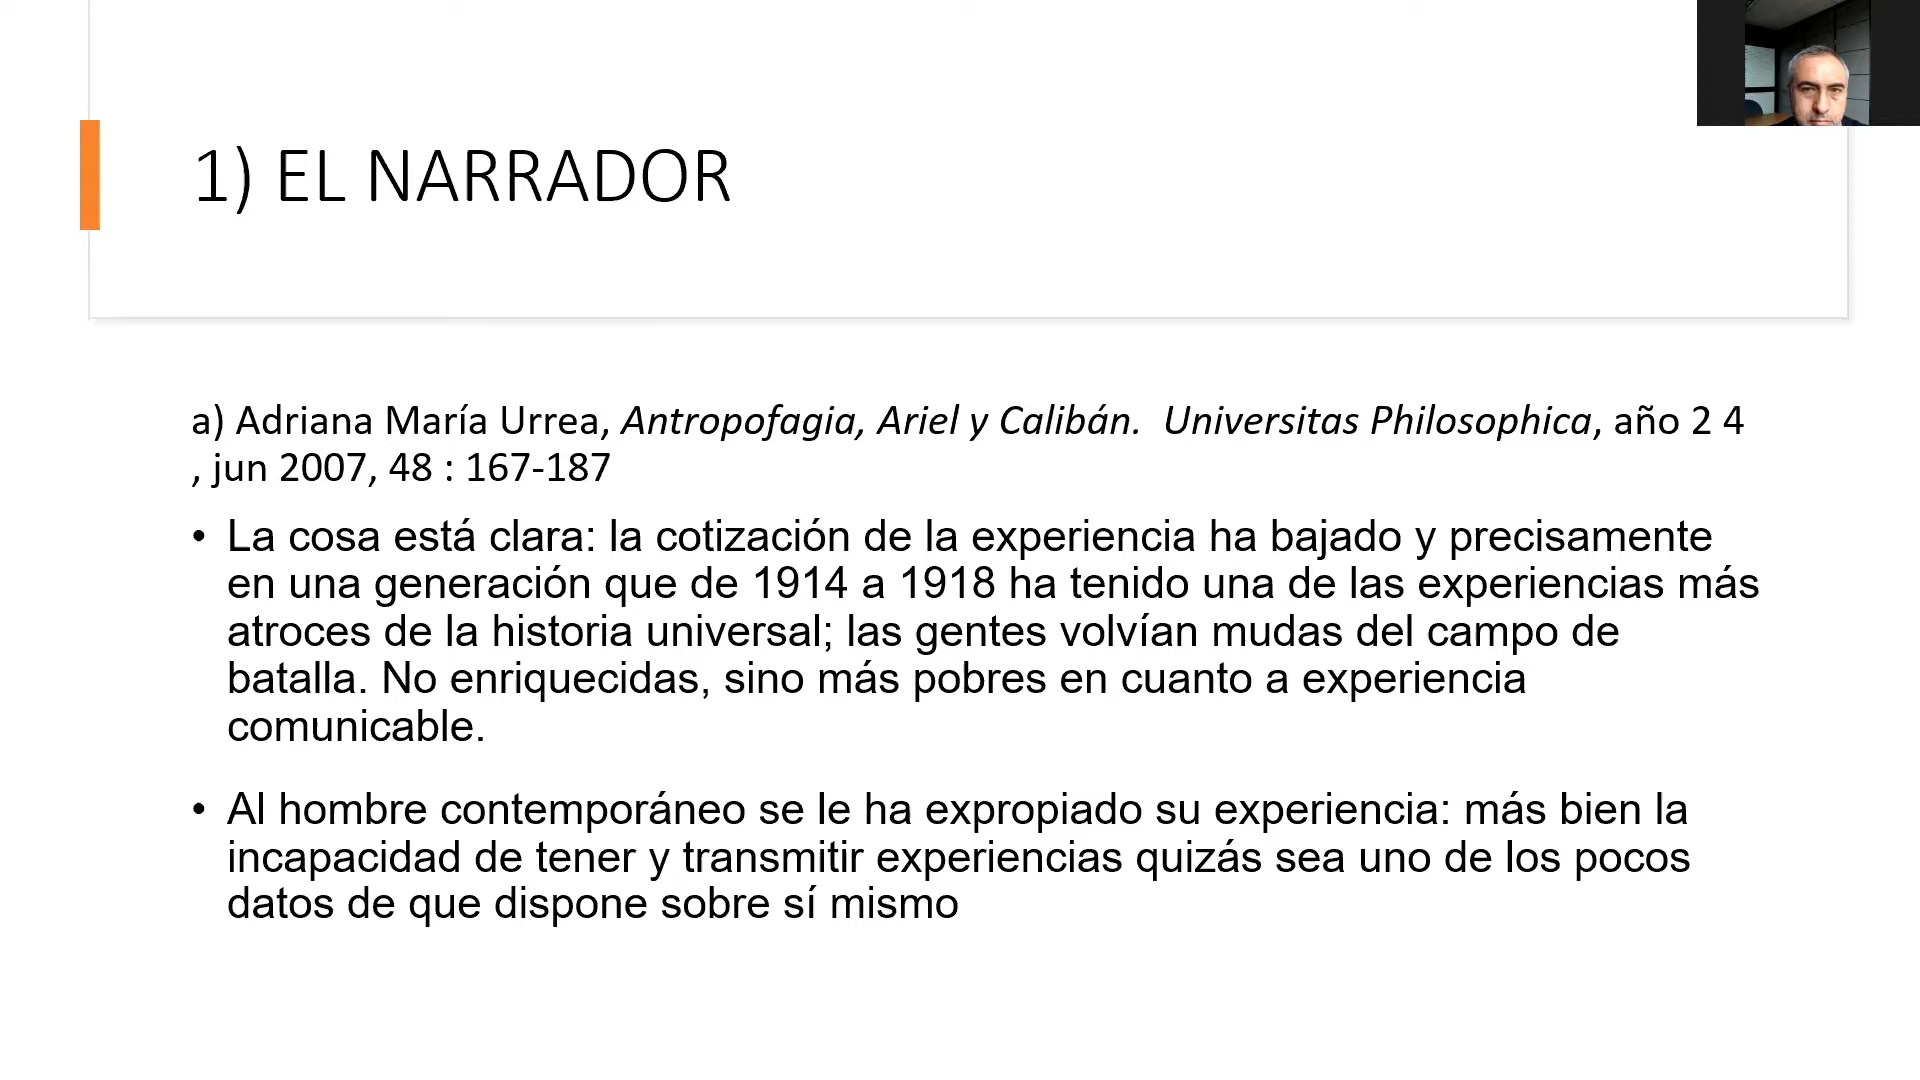 1) EL NARRADOR
a) Adriana María Urrea, Antropofagia, Ariel y Calibán.  Universitas Philosophica, año 2 4
, jun 2007, 48 : 167-187
• La cosa está clara: la cotización de la experiencia ha bajado y precisamente
en una generación que de 1914 a 1918 ha tenido una de las experiencias más
atroces de la historia universal; las gentes volvían mudas del campo de
batalla. No enriquecidas, sino más pobres en cuanto a experiencia
comunicable.
• Al hombre contemporáneo se le ha expropiado su experiencia: más bien la
incapacidad de tener y transmitir experiencias quizás sea uno de los pocos
datos de que dispone sobre sí mismo